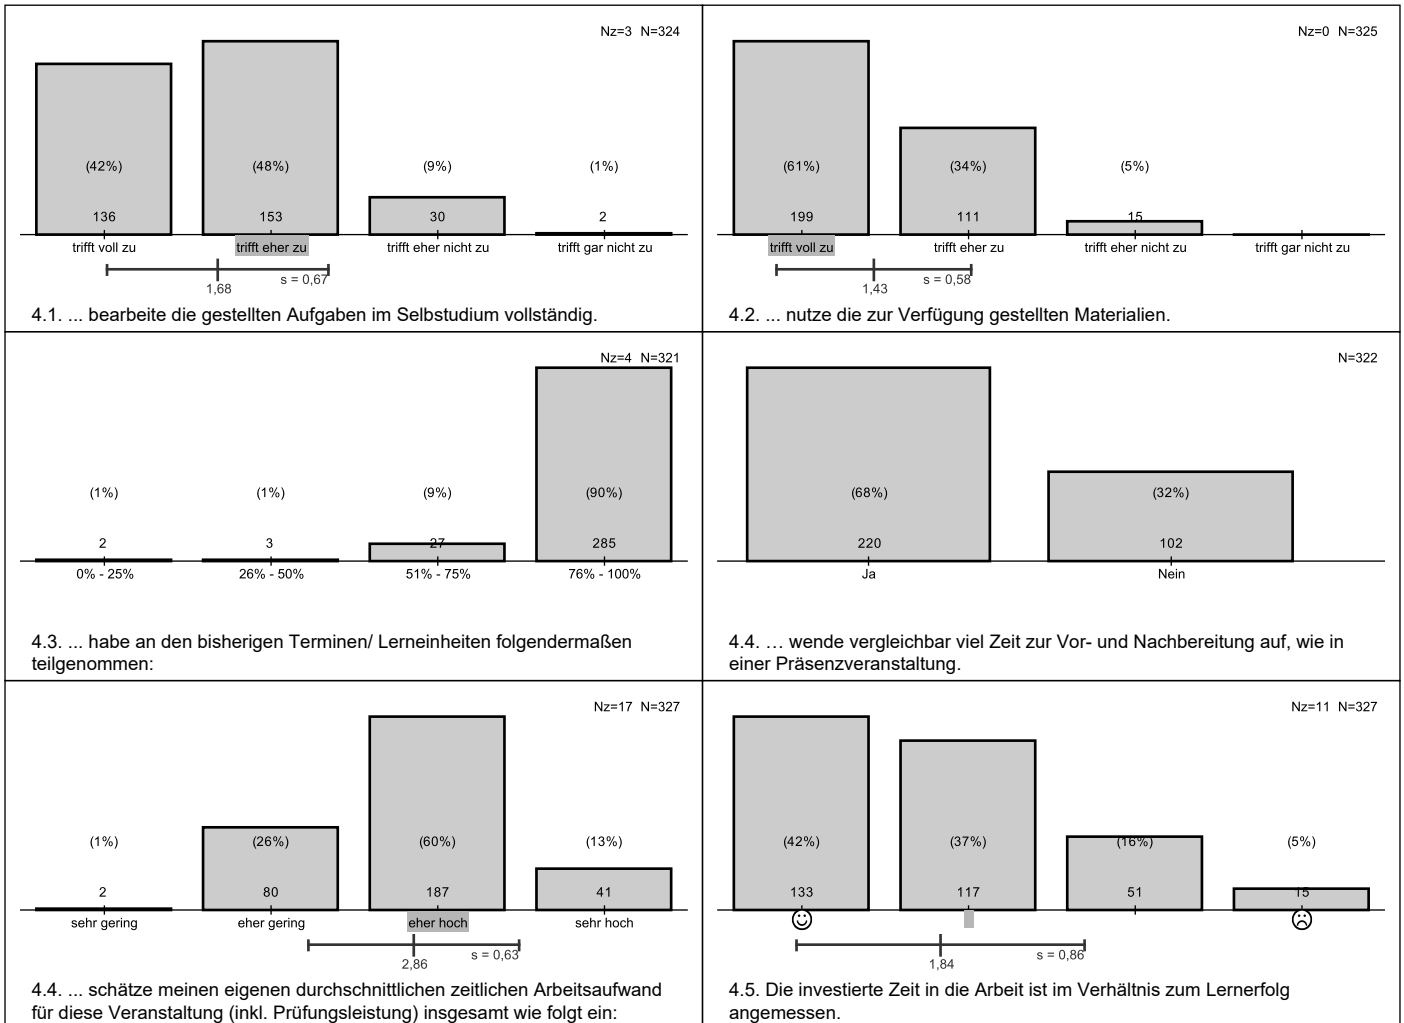 Nz=3 N=324
(42%) (48%) (9%) (1%)
136 153 30 2
trifft voll zu trifft eher zu trifft eher nicht zu trifft gar nicht zu
s = 0,67
1,68
4.1. ... bearbeite die gestellten Aufgaben im Selbstudium vollständig.
Nz=0 N=325
(61%) (34%) (5%)
199 111 15
trifft voll zu trifft eher zu trifft eher nicht zu trifft gar nicht zu
s = 0,58
1,43
4.2. ... nutze die zur Verfügung gestellten Materialien.
Nz=4 N=321
(1%) (1%) (9%) (90%)
2 3 27 285
0% - 25% 26% - 50% 51% - 75% 76% - 100%
4.3. ... habe an den bisherigen Terminen/ Lerneinheiten folgendermaßen
teilgenommen:
N=322
(68%) (32%)
220 102
Ja Nein
4.4. … wende vergleichbar viel Zeit zur Vor- und Nachbereitung auf, wie in
einer Präsenzveranstaltung.
Nz=17 N=327
(1%) (26%) (60%) (13%)
2 80 187 41
sehr gering eher gering eher hoch sehr hoch
s = 0,63
2,86
4.4. ... schätze meinen eigenen durchschnittlichen zeitlichen Arbeitsaufwand
für diese Veranstaltung (inkl. Prüfungsleistung) insgesamt wie folgt ein:
Nz=11 N=327
(42%) (37%) (16%) (5%)
133 117 51 15
s = 0,86
1,84
4.5. Die investierte Zeit in die Arbeit ist im Verhältnis zum Lernerfolg
angemessen.